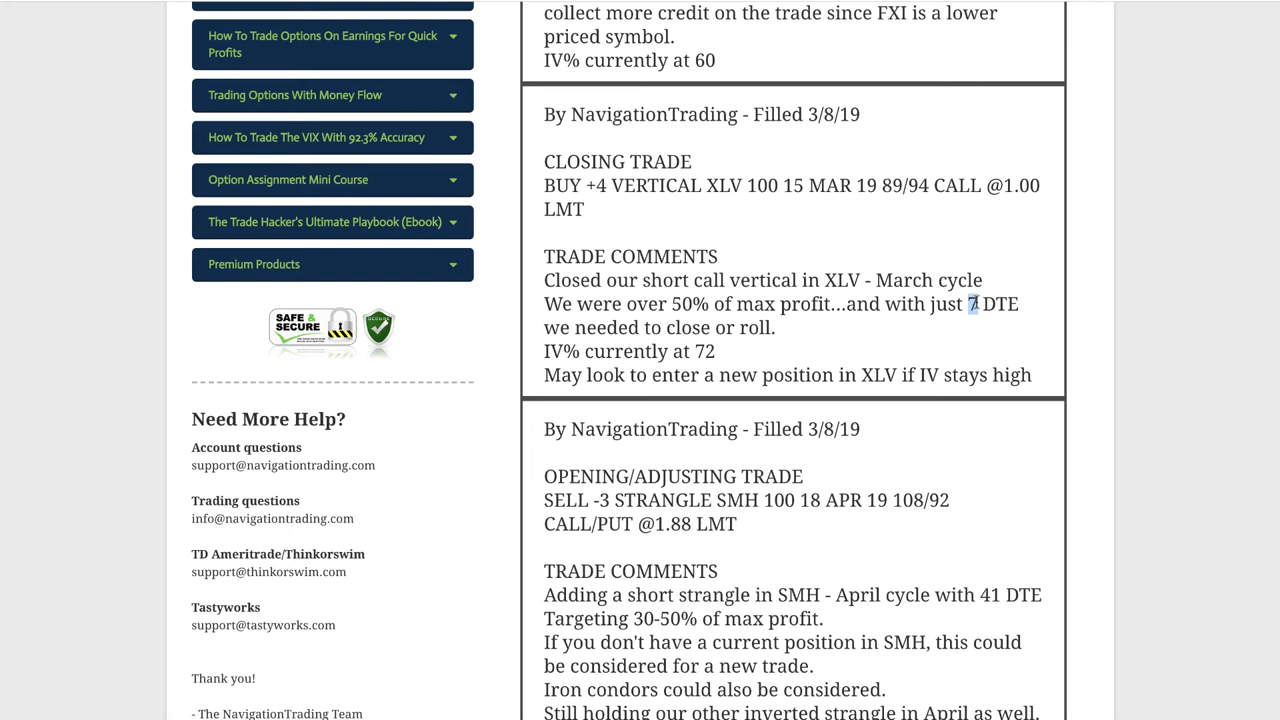 How To Trade Options On Earnings For Quick
Profits
Trading Options With Money Flow
How To Trade The VIX With 92.3% Accuracy
Option Assignment Mini Course
The Trade Hacker's Ultimate Playbook (Ebook)
Premium Products
SAFE &
SECURE
Need More Help?
Account questions
support@navigationtrading.com
Trading questions
info@navigationtrading.com
TD Ameritrade/Thinkorswim
support@thinkorswim.com
Tastyworks
support@tastyworks.com
Thank you!
- The NavigationTrading Team
collect more credit on the trade since FXI is a lower
priced symbol.
IV% currently at 60
By NavigationTrading - Filled 3/8/19
CLOSING TRADE
BUY +4 VERTICAL XLV 100 15 MAR 19 89/94 CALL @1.00
LMT
TRADE COMMENTS
Closed our short call vertical in XLV - March cycle
We were over 50% of max profit...and with just 7 DTE
we needed to close or roll.
IV% currently at 72
May look to enter a new position in XLV if IV stays high
By NavigationTrading - Filled 3/8/19
OPENING/ADJUSTING TRADE
SELL -3 STRANGLE SMH 100 18 APR 19 108/92
CALL/PUT @1.88 LMT
TRADE COMMENTS
Adding a short strangle in SMH - April cycle with 41 DTE
Targeting 30-50% of max profit.
If you don't have a current position in SMH, this could
be considered for a new trade.
Iron condors could also be considered.
Still holding our other inverted strangle in April as well.